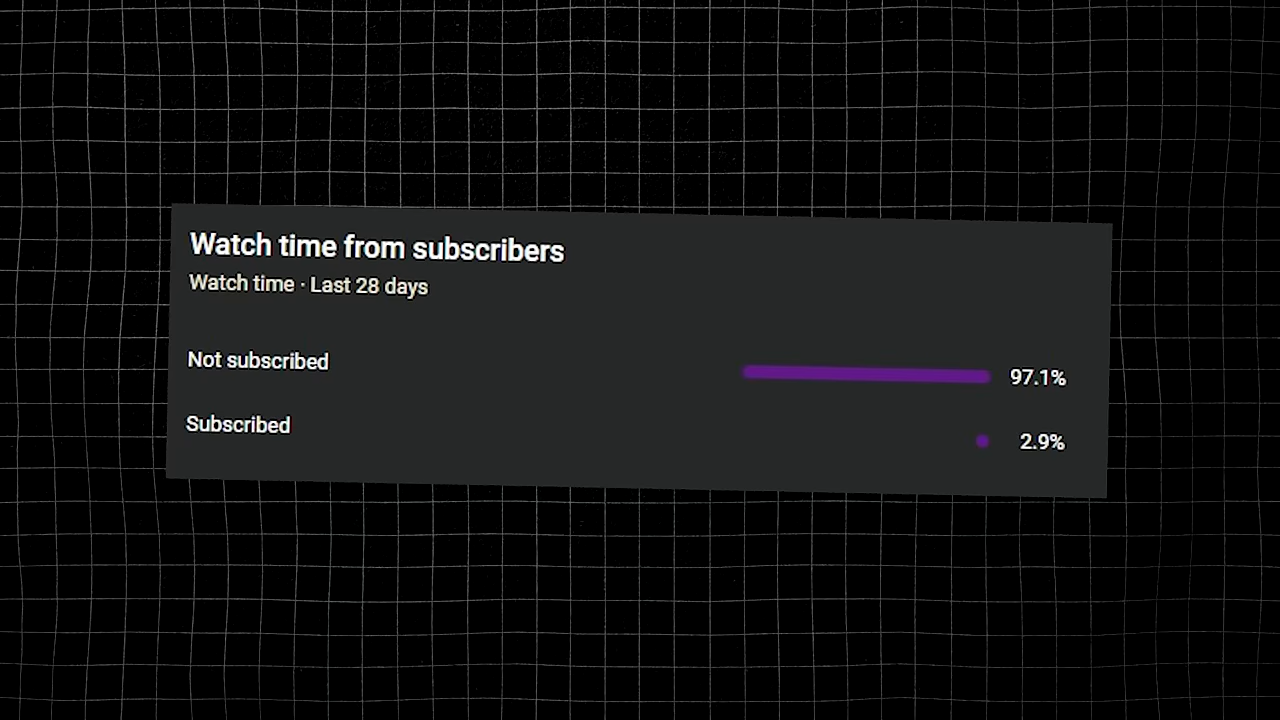 Watch time from subscribers
Watch time · Last 28 days
Not subscribed 97.1%
Subscribed 2.9%